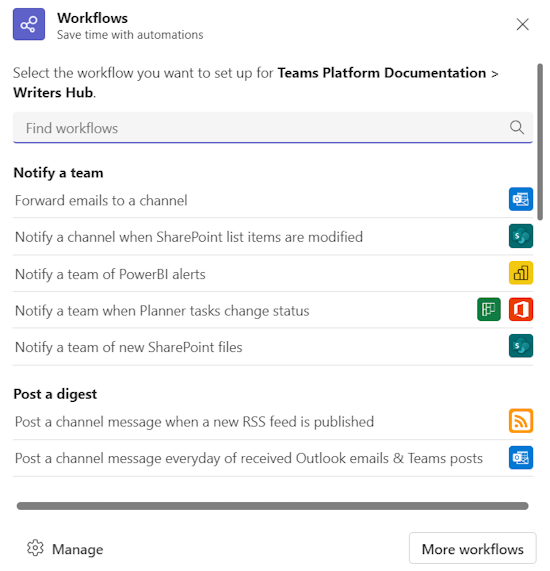 Workflows
Save time with automations
Select the workflow you want to set up for Teams Platform Documentation >
Writers Hub.
Find workflows
Notify a team
Forward emails to a channel
Notify a channel when SharePoint list items are modified
Notify a team of PowerBI alerts
Notify a team when Planner tasks change status
Notify a team of new SharePoint files
Post a digest
Post a channel message when a new RSS feed is published
Post a channel message everyday of received Outlook emails & Teams posts
Manage
More workflows